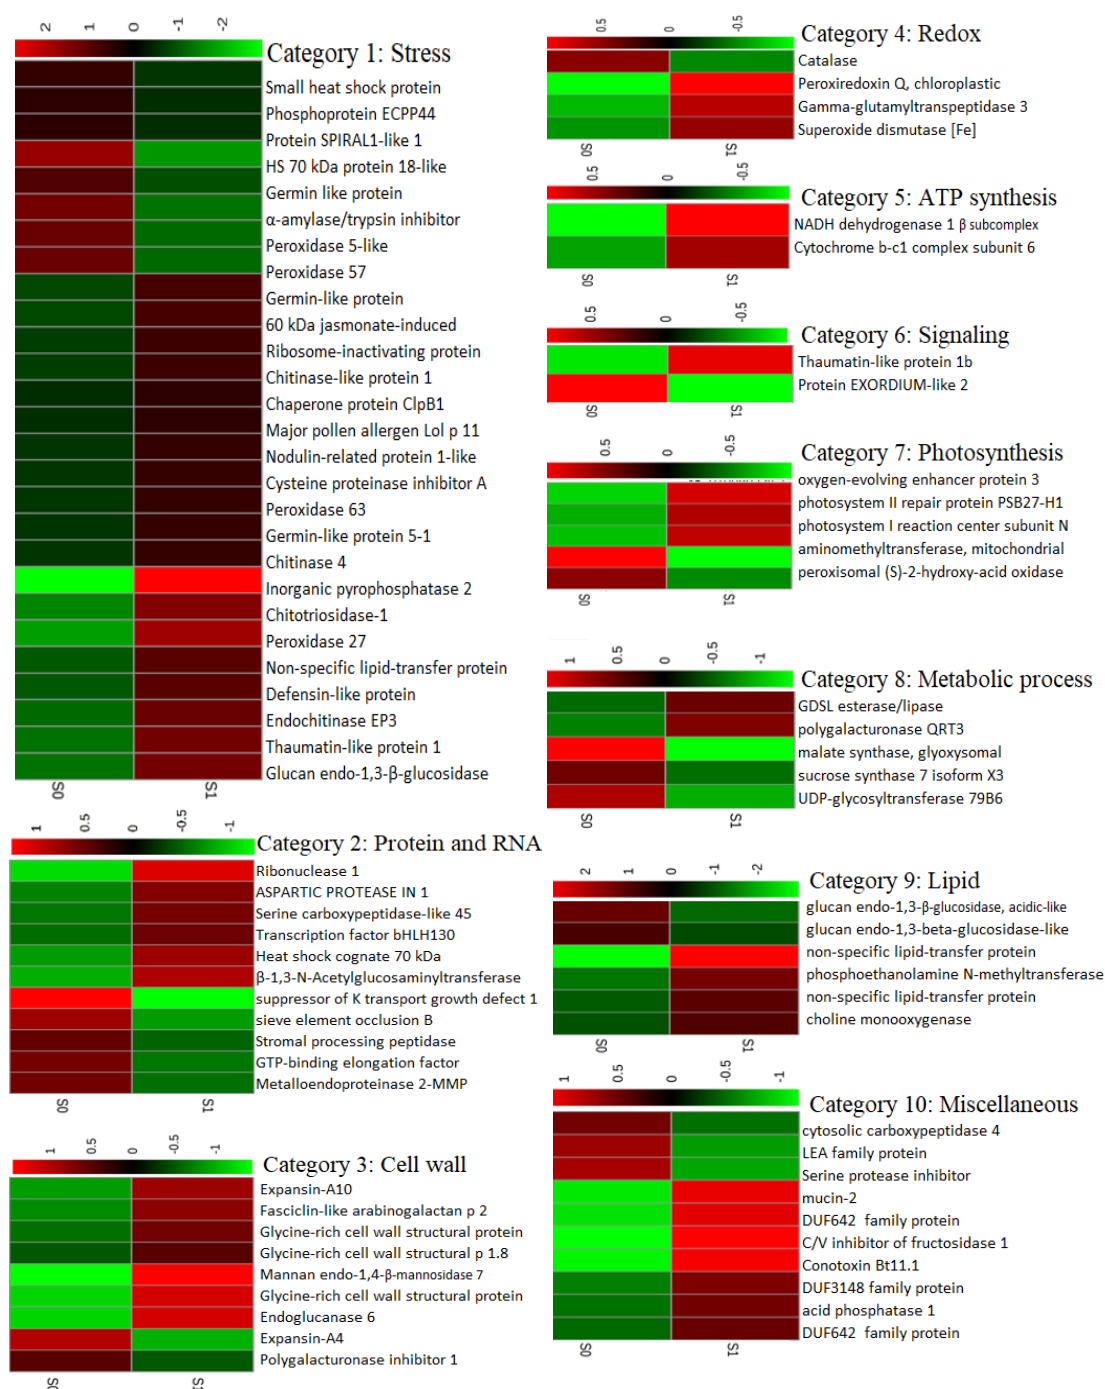 2 1 0 -1 -2
Category 1: Stress
Small heat shock protein
Phosphoprotein ECPP44
Protein SPIRAL1-like 1
HS 70 kDa protein 18-like
Germin like protein
α-amylase/trypsin inhibitor
Peroxidase 5-like
Peroxidase 57
Germin-like protein
60 kDa jasmonate-induced
Ribosome-inactivating protein
Chitinase-like protein 1
Chaperone protein ClpB1
Major pollen allergen Lol p 11
Nodulin-related protein 1-like
Cysteine proteinase inhibitor A
Peroxidase 63
Germin-like protein 5-1
Chitinase 4
Inorganic pyrophosphatase 2
Chitotriosidase-1
Peroxidase 27
Non-specific lipid-transfer protein
Defensin-like protein
Endochitinase EP3
Thaumatin-like protein 1
Glucan endo-1,3-β-glucosidase
S0 S1
1 0.5 0 -0.5 -1
Category 2: Protein and RNA
Ribonuclease 1
ASPARTIC PROTEASE IN 1
Serine carboxypeptidase-like 45
Transcription factor bHLH130
Heat shock cognate 70 kDa
β-1,3-N-Acetylglucosaminyltransferase
suppressor of K transport growth defect 1
sieve element occlusion B
Stromal processing peptidase
GTP-binding elongation factor
Metalloendoproteinase 2-MMP
S0 S1
1 0.5 0 -0.5 -1
Category 3: Cell wall
Expansin-A10
Fasciclin-like arabinogalactan p 2
Glycine-rich cell wall structural protein
Glycine-rich cell wall structural p 1.8
Mannan endo-1,4-β-mannosidase 7
Glycine-rich cell wall structural protein
Endoglucanase 6
Expansin-A4
Polygalacturonase inhibitor 1
S0 S1
0.5 0 -0.5
Category 4: Redox
Catalase
Peroxiredoxin Q, chloroplastic
Gamma-glutamyltranspeptidase 3
Superoxide dismutase [Fe]
S0 S1
0.5 0 -0.5
Category 5: ATP synthesis
NADH dehydrogenase 1 β subcomplex
Cytochrome b-c1 complex subunit 6
S0 S1
0.5 0 -0.5
Category 6: Signaling
Thaumatin-like protein 1b
Protein EXORDIUM-like 2
S0 S1
0.5 0 -0.5
Category 7: Photosynthesis
oxygen-evolving enhancer protein 3
photosystem II repair protein PSB27-H1
photosystem I reaction center subunit N
aminomethyltransferase, mitochondrial
peroxisomal (S)-2-hydroxy-acid oxidase
S0 S1
1 0.5 0 -0.5 -1
Category 8: Metabolic process
GDSL esterase/lipase
polygalacturonase QRT3
malate synthase, glyoxysomal
sucrose synthase 7 isoform X3
UDP-glycosyltransferase 79B6
S0 S1
2 1 0 -1 -2
Category 9: Lipid
glucan endo-1,3-β-glucosidase, acidic-like
glucan endo-1,3-beta-glucosidase-like
non-specific lipid-transfer protein
phosphoethanolamine N-methyltransferase
non-specific lipid-transfer protein
choline monooxygenase
S0 S1
1 0.5 0 -0.5 -1
Category 10: Miscellaneous
cytosolic carboxypeptidase 4
LEA family protein
Serine protease inhibitor
mucin-2
DUF642 family protein
C/V inhibitor of fructosidase 1
Conotoxin Bt11.1
DUF3148 family protein
acid phosphatase 1
DUF642 family protein
S0 S1